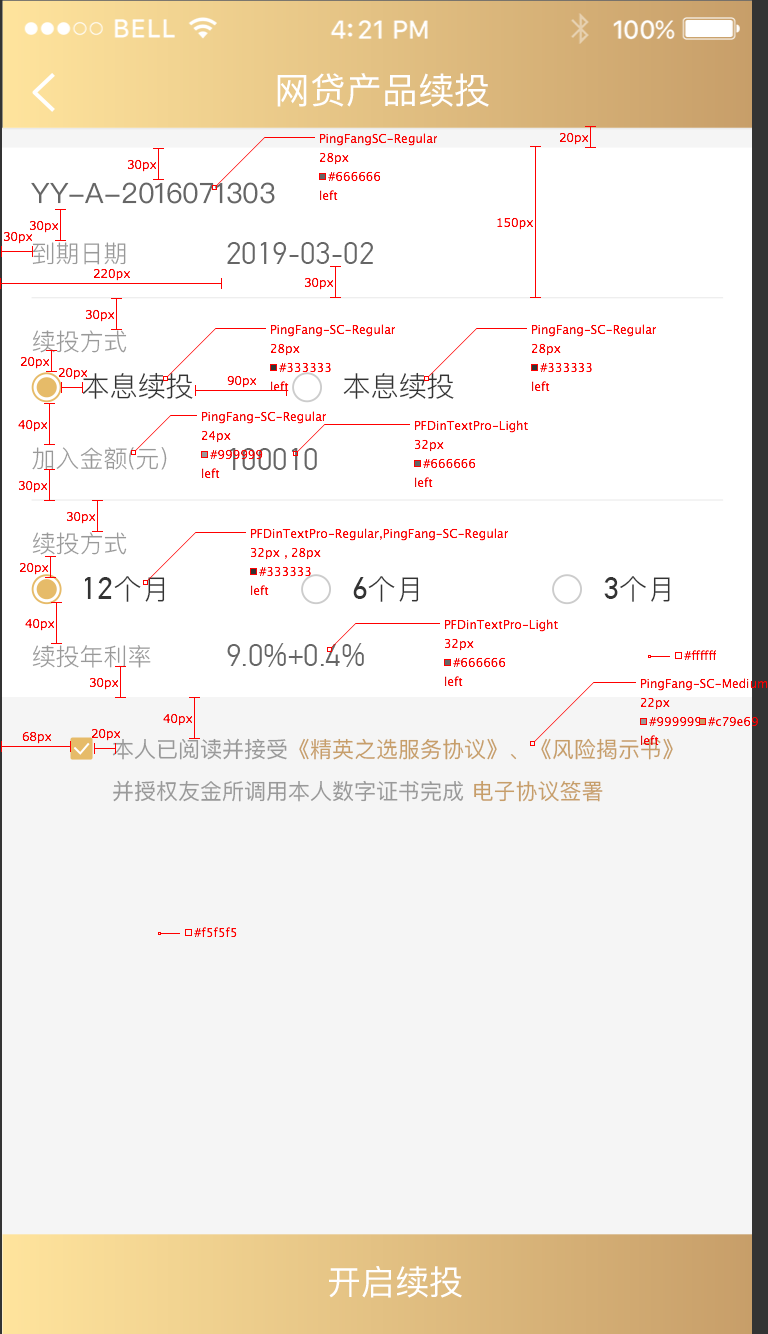 BELL 4:21 PM 100%
网贷产品续投
20px
PingFangSC-Regular
28px
#666666
left
30px
YY-A-2016071303
150px
30px
30px
到期日期 2019-03-02
220px
30px
30px
续投方式
PingFang-SC-Regular
28px
#333333
left
PingFang-SC-Regular
28px
#333333
left
20px
20px
90px
本息续投 本息续投
40px
PingFang-SC-Regular
24px
#999999
left
PFDinTextPro-Light
32px
#666666
left
加入金额(元) 100010
30px
30px
续投方式
PFDinTextPro-Regular,PingFang-SC-Regular
32px , 28px
#333333
left
20px
12个月 6个月 3个月
40px
PFDinTextPro-Light
32px
#666666
left
续投年利率 9.0%+0.4%
#ffffff
30px
PingFang-SC-Medium
22px
#999999 #c79e69
left
40px
68px
20px
本人已阅读并接受《精英之选服务协议》、《风险揭示书》
并授权友金所调用本人数字证书完成 电子协议签署
#f5f5f5
开启续投